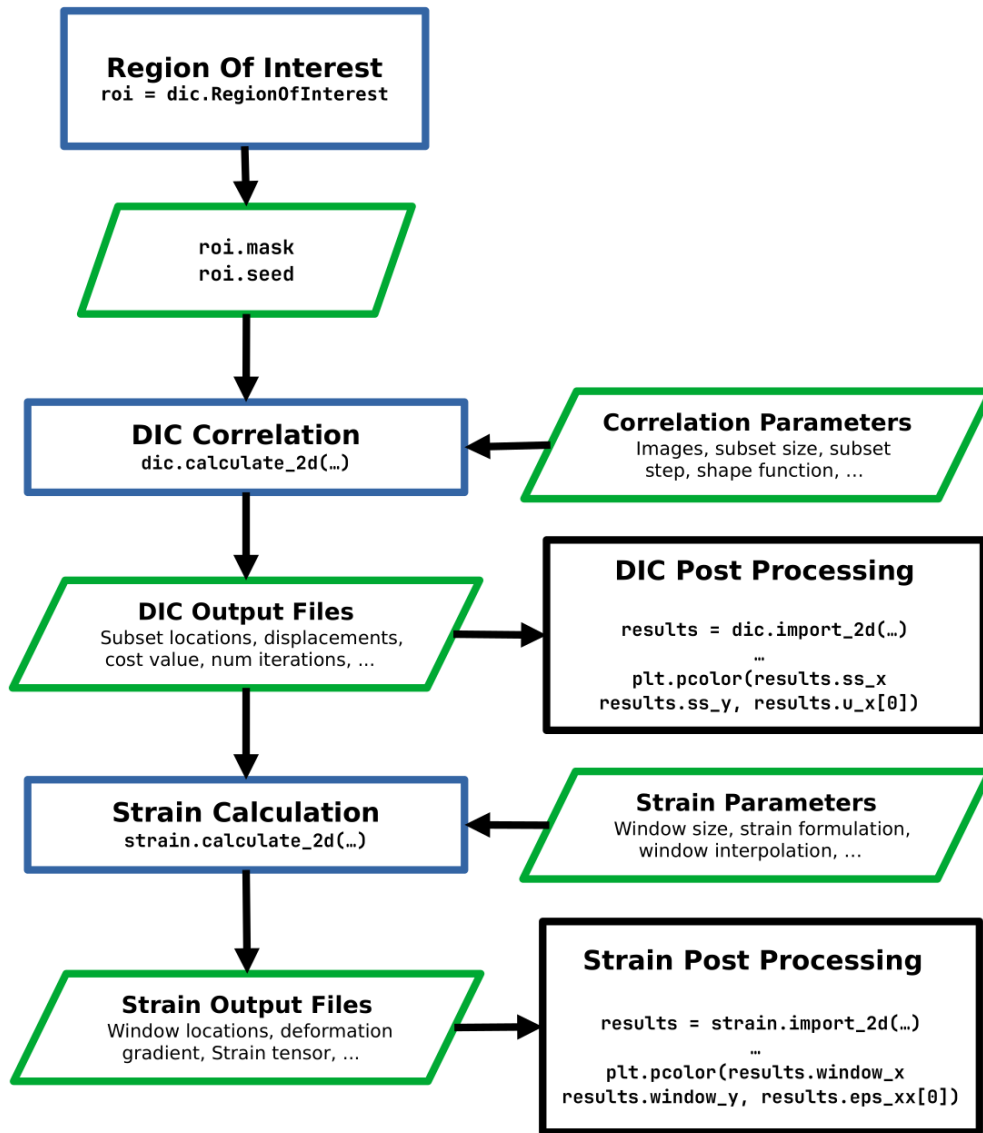 Region Of Interest
roi = dic.RegionOfInterest
roi.mask
roi.seed
DIC Correlation
dic.calculate_2d(…)
Correlation Parameters
Images, subset size, subset
step, shape function, …
DIC Output Files
Subset locations, displacements,
cost value, num iterations, …
DIC Post Processing
results = dic.import_2d(…)
…
plt.pcolor(results.ss_x
results.ss_y, results.u_x[0])
Strain Calculation
strain.calculate_2d(…)
Strain Parameters
Window size, strain formulation,
window interpolation, …
Strain Output Files
Window locations, deformation
gradient, Strain tensor, …
Strain Post Processing
results = strain.import_2d(…)
…
plt.pcolor(results.window_x
results.window_y, results.eps_xx[0])